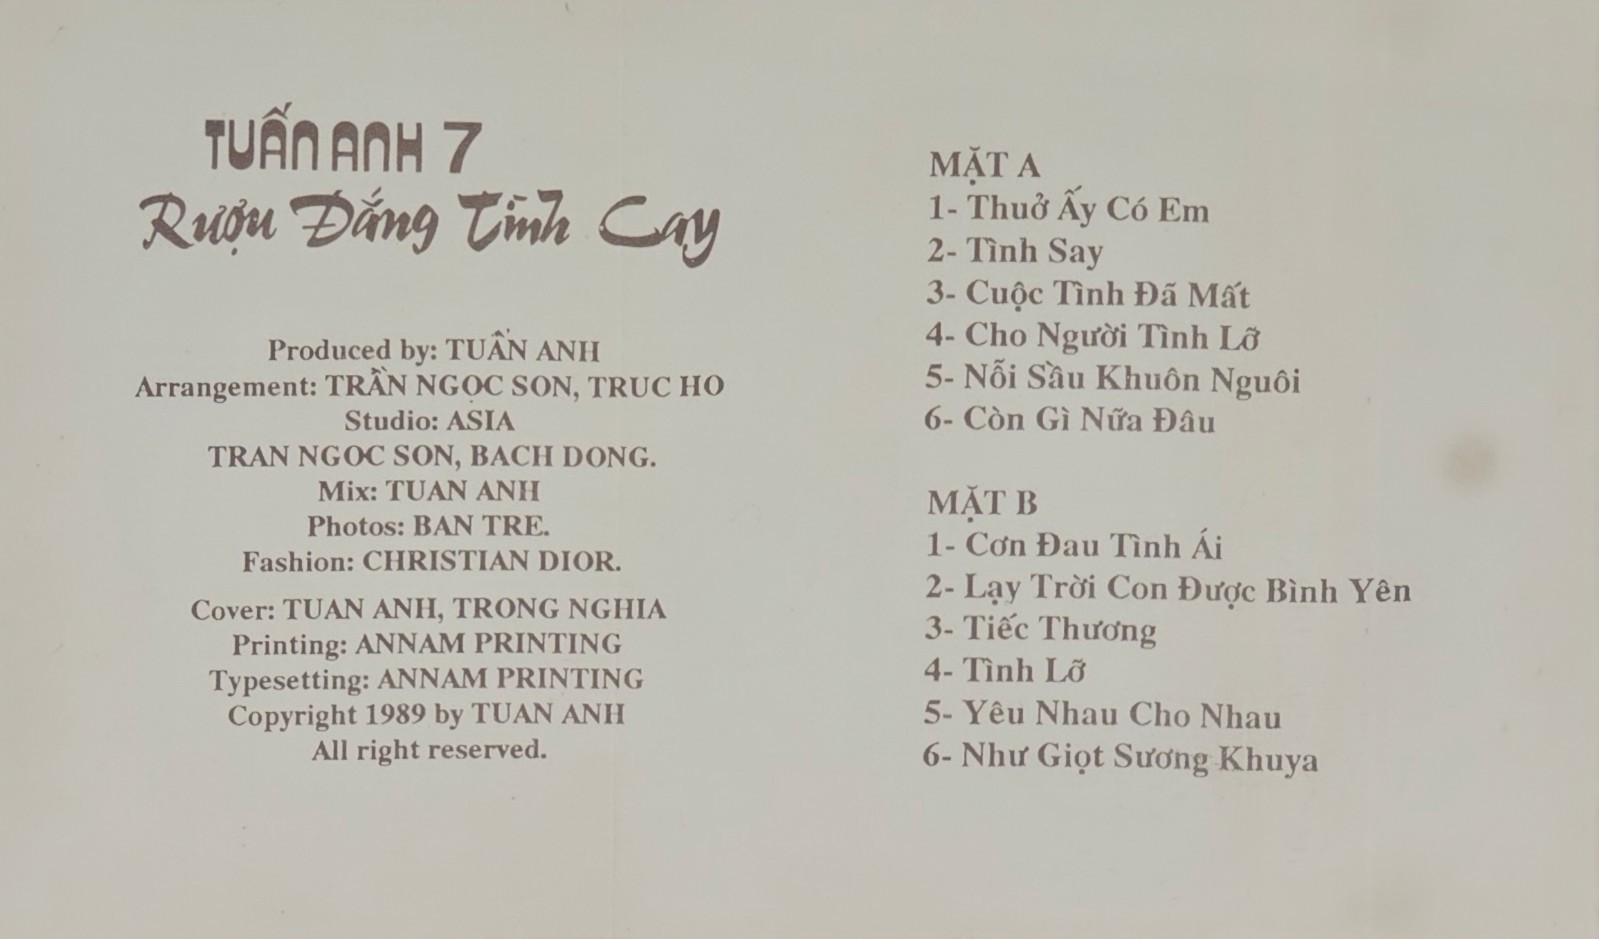 TUẤN ANH 7
Rượu Đắng Tình Cay
Produced by: TUẤN ANH
Arrangement: TRẦN NGỌC SON, TRUC HO
Studio: ASIA
TRAN NGOC SON, BACH DONG.
Mix: TUAN ANH
Photos: BAN TRE.
Fashion: CHRISTIAN DIOR.
Cover: TUAN ANH, TRONG NGHIA
Printing: ANNAM PRINTING
Typesetting: ANNAM PRINTING
Copyright 1989 by TUAN ANH
All right reserved.
MẶT A
1- Thuở Ấy Có Em
2- Tình Say
3- Cuộc Tình Đã Mất
4- Cho Người Tình Lỡ
5- Nỗi Sầu Khuôn Nguôi
6- Còn Gì Nữa Đâu
MẶT B
1- Cơn Đau Tình Ái
2- Lạy Trời Con Được Bình Yên
3- Tiếc Thương
4- Tình Lỡ
5- Yêu Nhau Cho Nhau
6- Như Giọt Sương Khuya